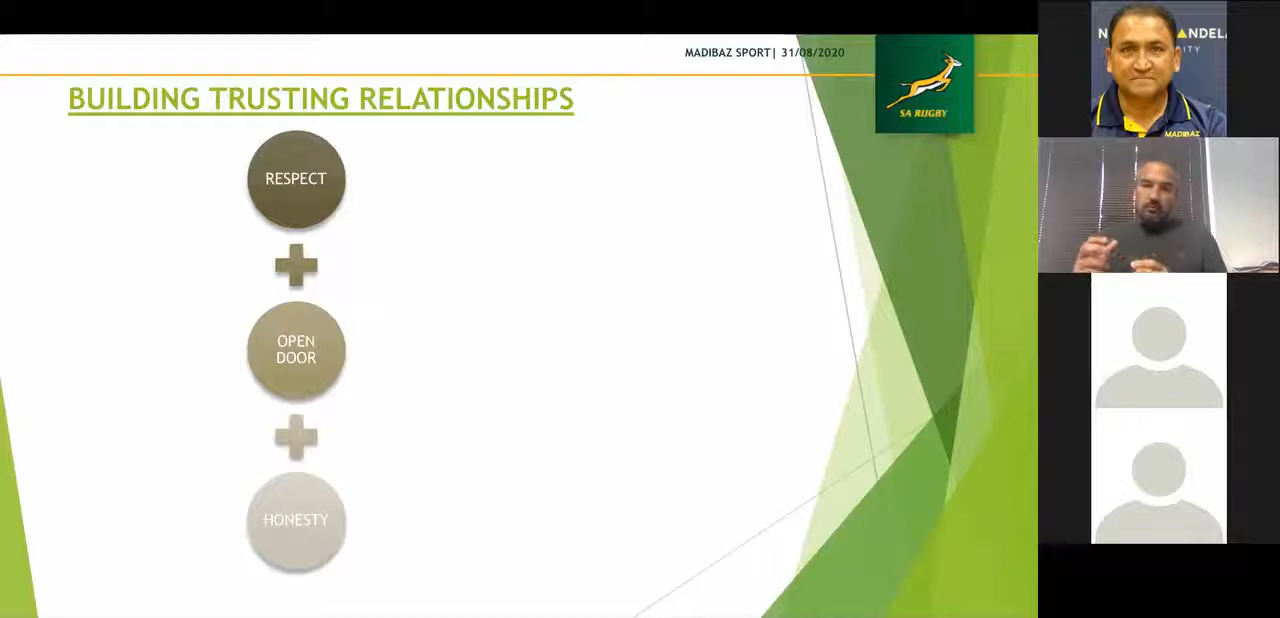 MADIBAZ SPORT| 31/08/2020
SA RUGBY
BUILDING TRUSTING RELATIONSHIPS
RESPECT
OPEN
DOOR
HONESTY
MADIBAZ